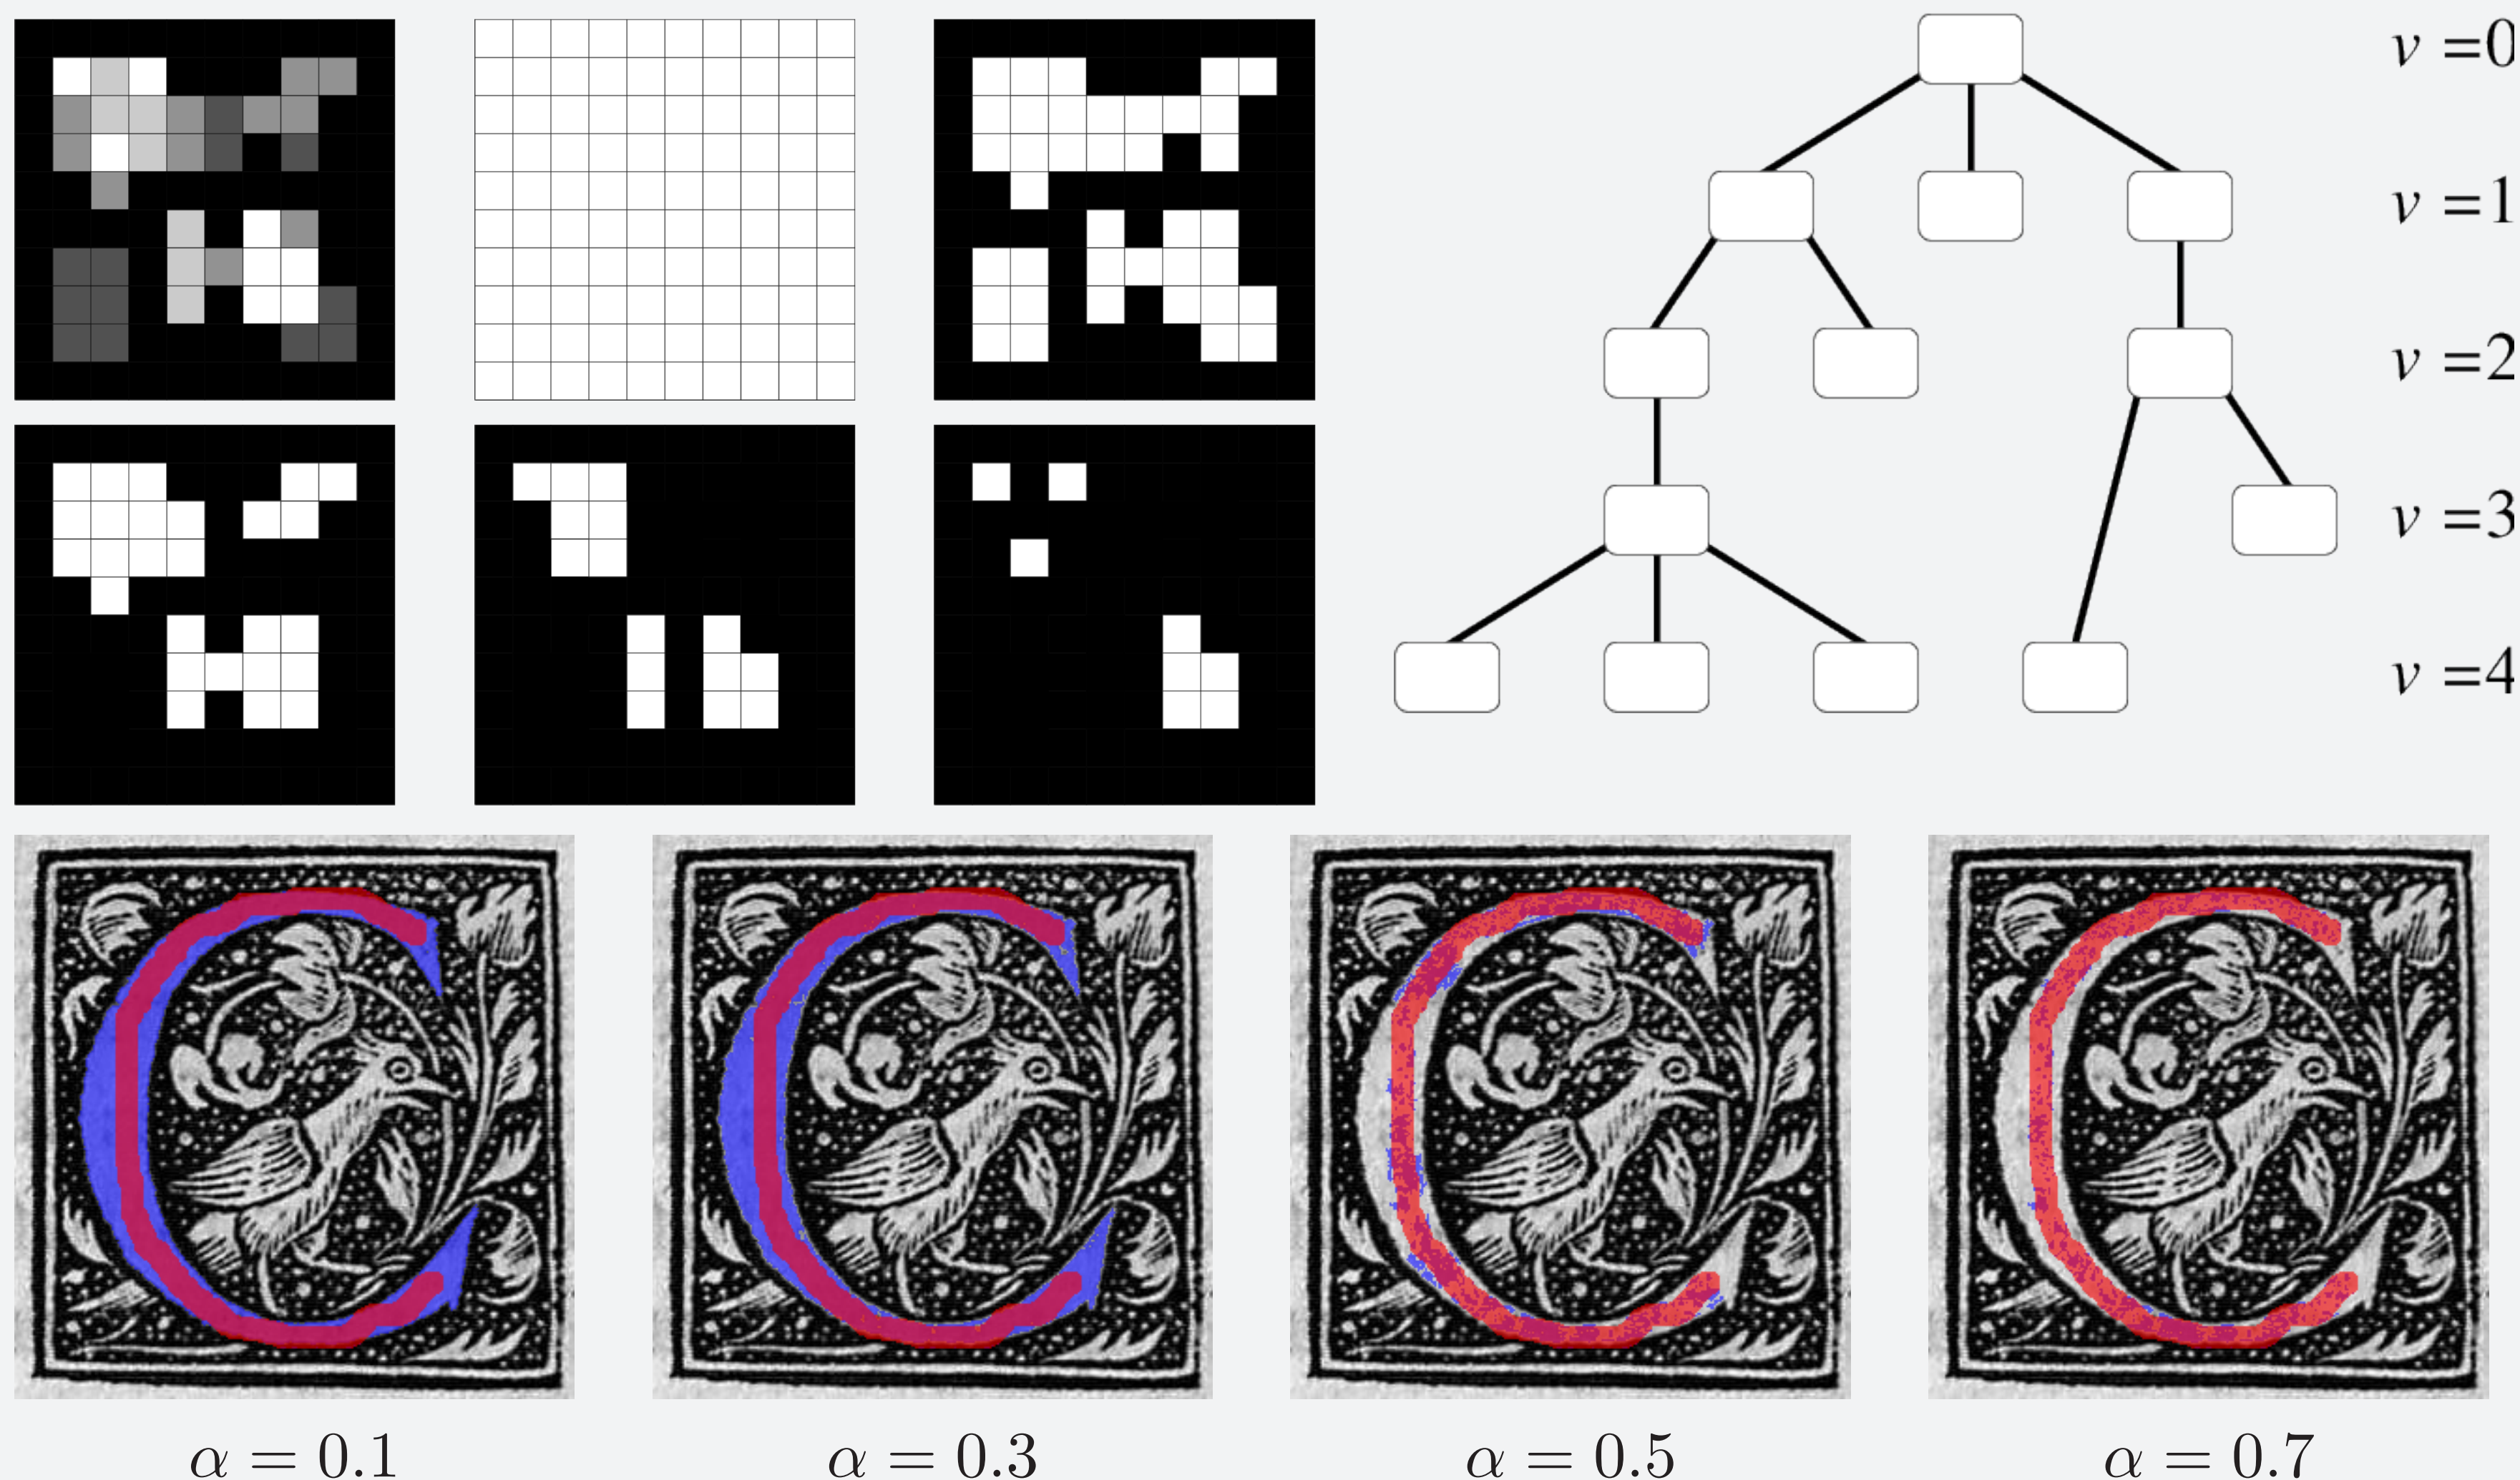 v =0
v =1
v =2
v =3
v =4
α = 0.1
α = 0.3
α = 0.5
α = 0.7